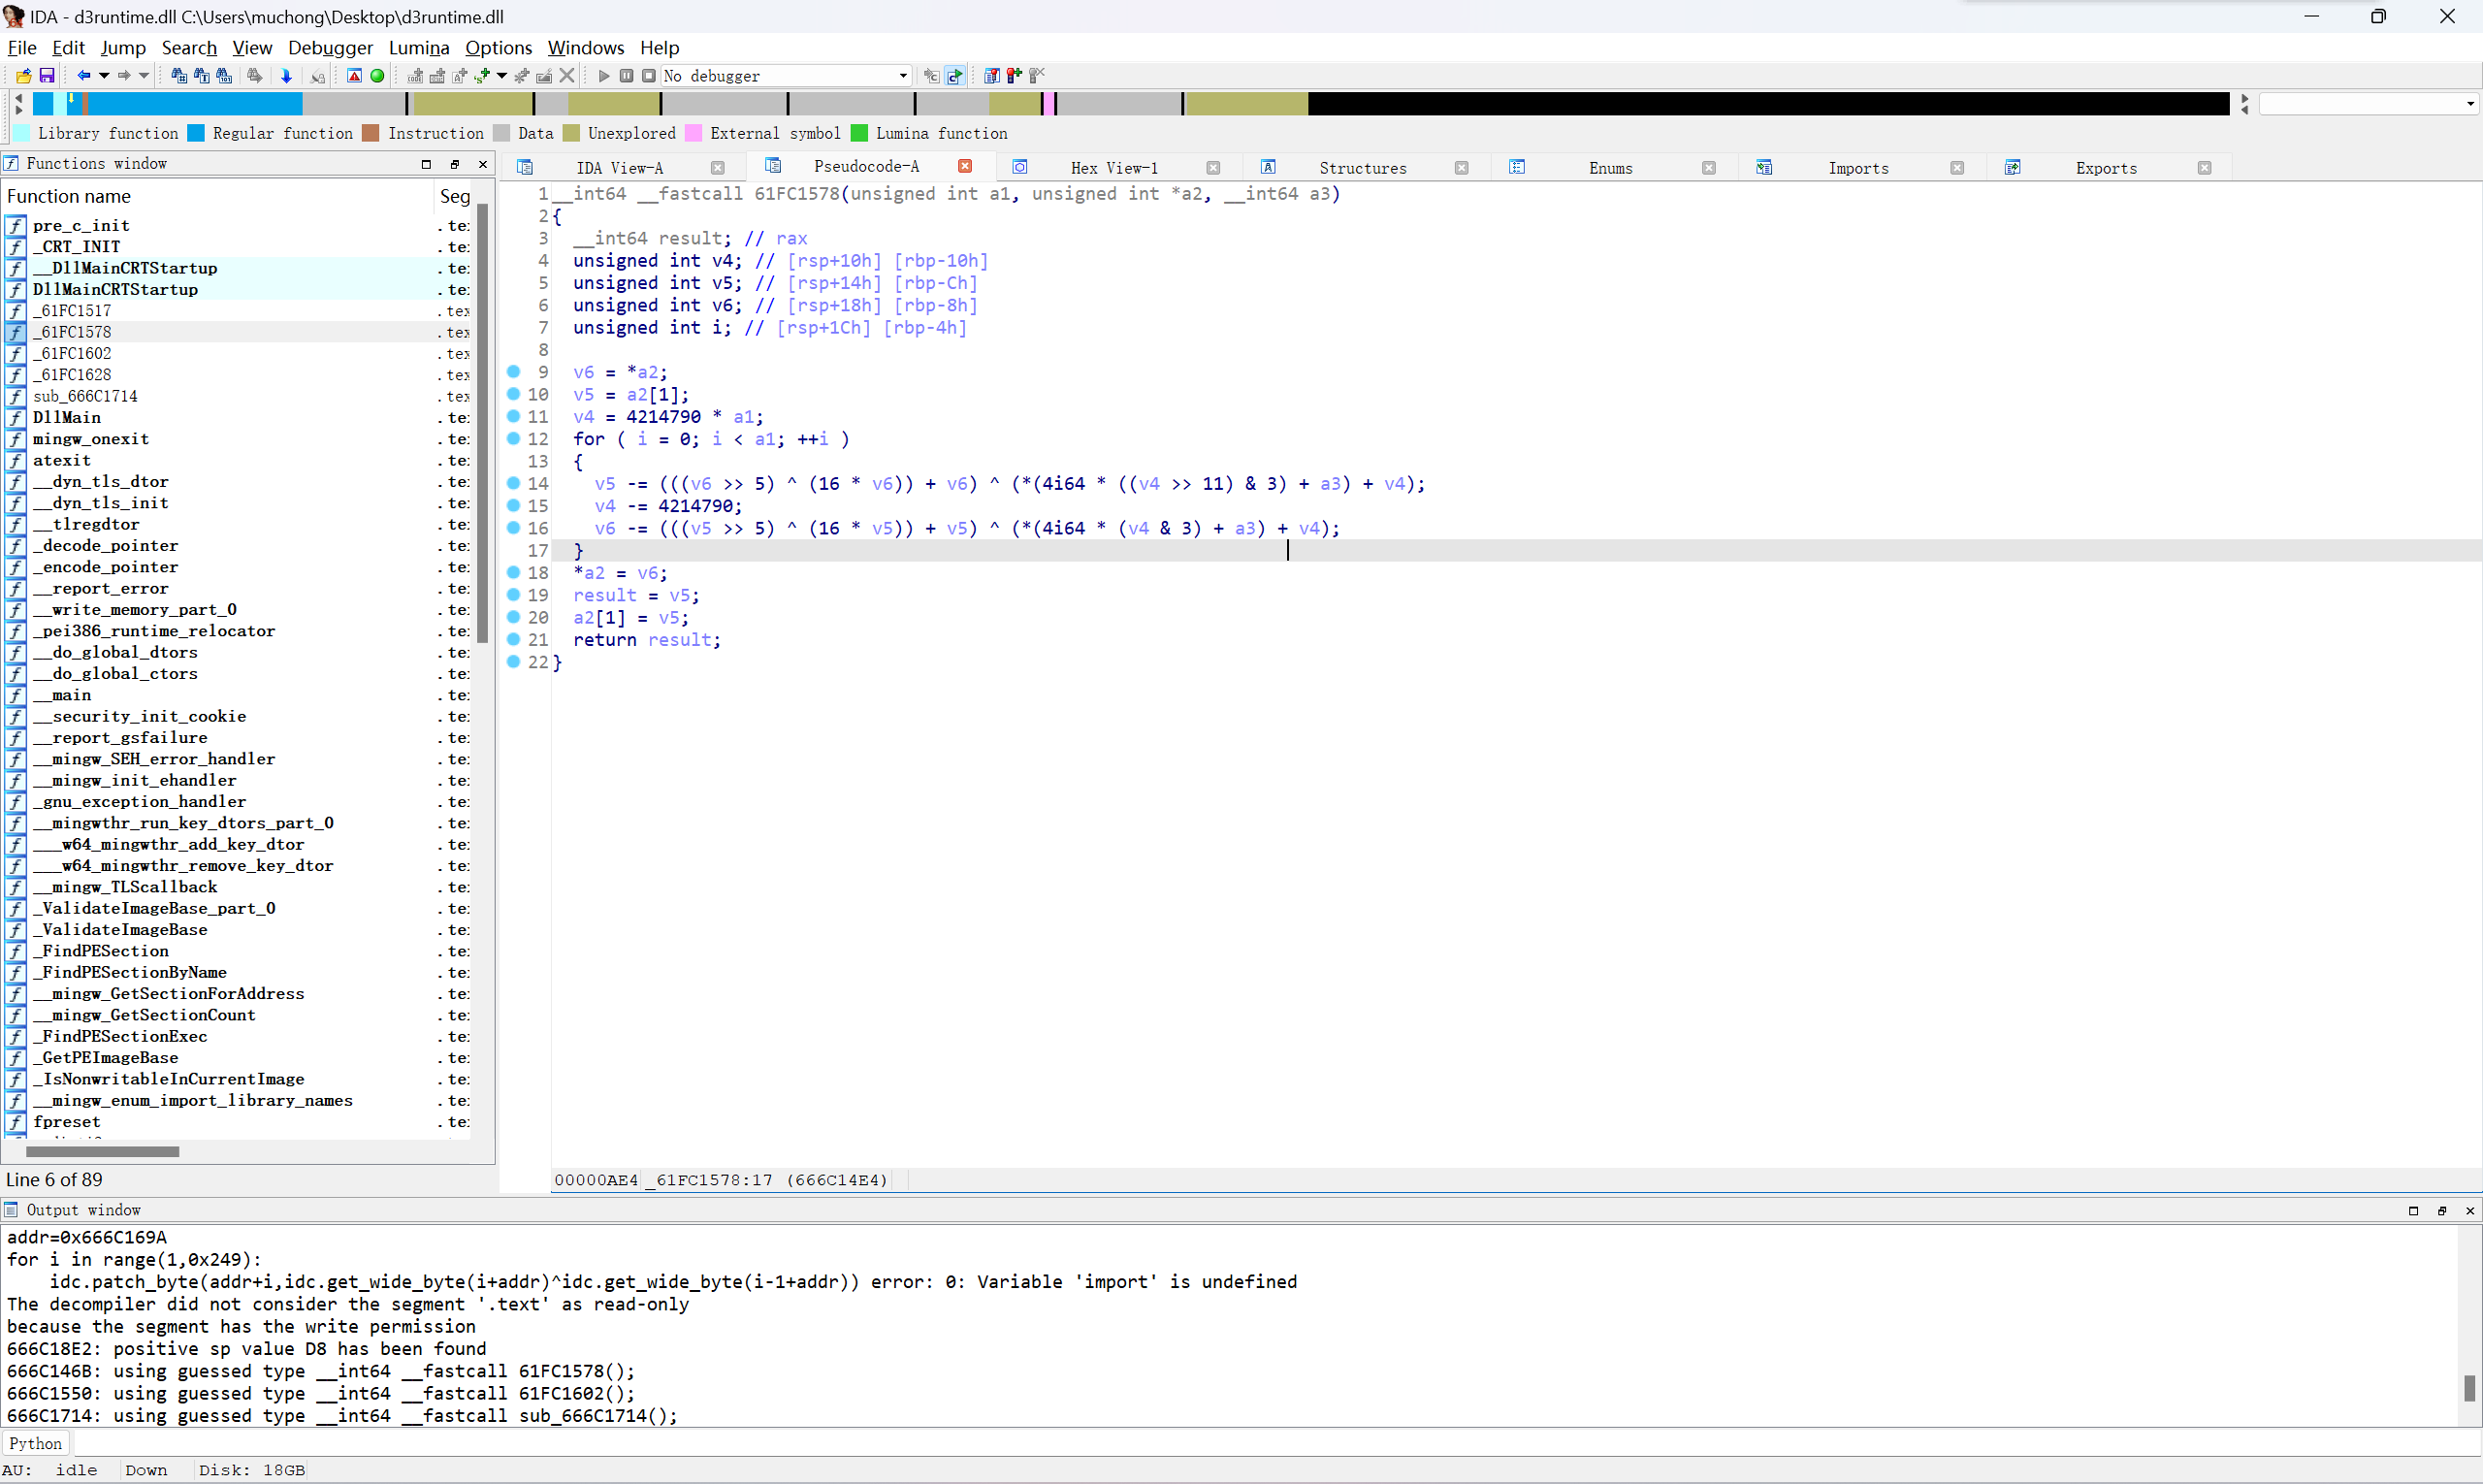 IDA - d3runtime.dll C:\Users\muchong\Desktop\d3runtime.dll
File Edit Jump Search View Debugger Lumina Options Windows Help
No debugger
Library function Regular function Instruction Data Unexplored External symbol Lumina function
Functions window
IDA View-A Pseudocode-A Hex View-1 Structures Enums Imports Exports
Function name Seg
pre_c_init .te
_CRT_INIT .te
__DllMainCRTStartup .te
DllMainCRTStartup .te
_61FC1517 .tex
_61FC1578 .tex
_61FC1602 .tex
_61FC1628 .tex
sub_666C1714 .tex
DllMain .te
mingw_onexit .te
atexit .te
__dyn_tls_dtor .te
__dyn_tls_init .te
__tlregdtor .te
_decode_pointer .te
_encode_pointer .te
__report_error .te
__write_memory_part_0 .te
_pei386_runtime_relocator .te
__do_global_dtors .te
__do_global_ctors .te
__main .te
__security_init_cookie .te
__report_gsfailure .te
__mingw_SEH_error_handler .te
__mingw_init_ehandler .te
_gnu_exception_handler .te
__mingwthr_run_key_dtors_part_0 .te
___w64_mingwthr_add_key_dtor .te
___w64_mingwthr_remove_key_dtor .te
__mingw_TLScallback .te
_ValidateImageBase_part_0 .te
_ValidateImageBase .te
_FindPESection .te
_FindPESectionByName .te
__mingw_GetSectionForAddress .te
__mingw_GetSectionCount .te
_FindPESectionExec .te
_GetPEImageBase .te
_IsNonwritableInCurrentImage .te
__mingw_enum_import_library_names .te
fpreset .te
Line 6 of 89
1 __int64 __fastcall 61FC1578(unsigned int a1, unsigned int *a2, __int64 a3)
2 {
3 __int64 result; // rax
4 unsigned int v4; // [rsp+10h] [rbp-10h]
5 unsigned int v5; // [rsp+14h] [rbp-Ch]
6 unsigned int v6; // [rsp+18h] [rbp-8h]
7 unsigned int i; // [rsp+1Ch] [rbp-4h]
8
9 v6 = *a2;
10 v5 = a2[1];
11 v4 = 4214790 * a1;
12 for ( i = 0; i < a1; ++i )
13 {
14 v5 -= (((v6 >> 5) ^ (16 * v6)) + v6) ^ (*(4i64 * ((v4 >> 11) & 3) + a3) + v4);
15 v4 -= 4214790;
16 v6 -= (((v5 >> 5) ^ (16 * v5)) + v5) ^ (*(4i64 * (v4 & 3) + a3) + v4);
17 }
18 *a2 = v6;
19 result = v5;
20 a2[1] = v5;
21 return result;
22 }
00000AE4 _61FC1578:17 (666C14E4)
Output window
addr=0x666C169A
for i in range(1,0x249):
idc.patch_byte(addr+i,idc.get_wide_byte(i+addr)^idc.get_wide_byte(i-1+addr)) error: 0: Variable 'import' is undefined
The decompiler did not consider the segment '.text' as read-only
because the segment has the write permission
666C18E2: positive sp value D8 has been found
666C146B: using guessed type __int64 __fastcall 61FC1578();
666C1550: using guessed type __int64 __fastcall 61FC1602();
666C1714: using guessed type __int64 __fastcall sub_666C1714();
Python
AU: idle Down Disk: 18GB